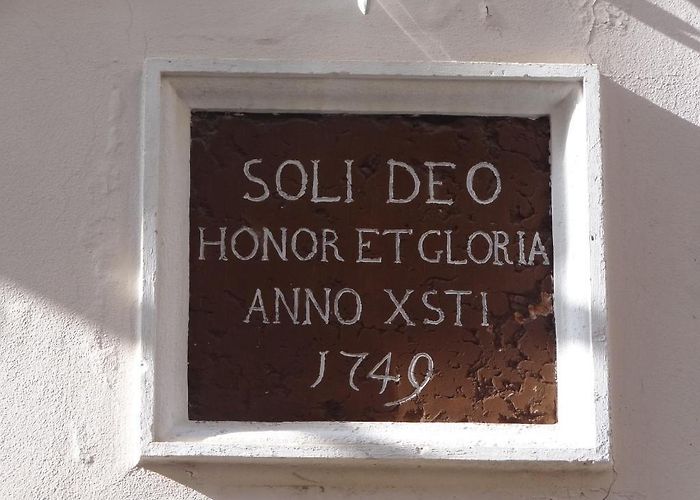 SOLI DEO
HONOR ET GLORIA
ANNO XSTI
1749